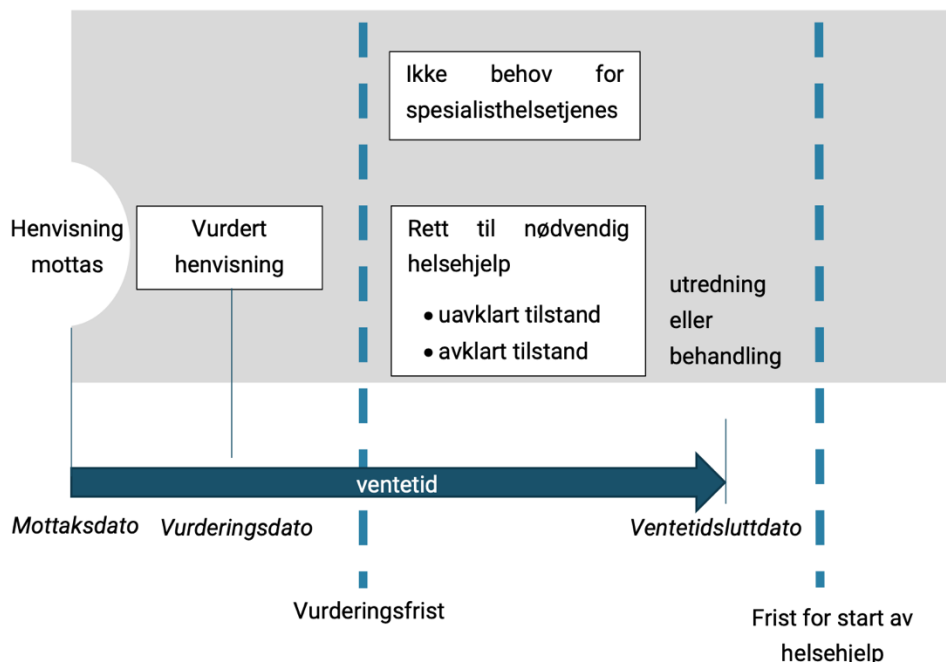 Ikke behov for
spesialisthelsetjenes
Henvisning
mottas
Vurdert
henvisning
Rett til nødvendig
helsehjelp
• uavklart tilstand
• avklart tilstand
utredning
eller
behandling
ventetid
Mottaksdato
Vurderingsdato
Ventetidsluttdato
Vurderingsfrist
Frist for start av
helsehjelp